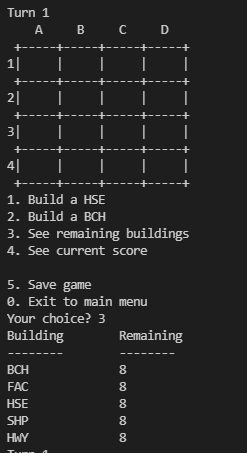 Turn 1
    A     B     C     D
 +-----+-----+-----+-----+
1|     |     |     |     |
 +-----+-----+-----+-----+
2|     |     |     |     |
 +-----+-----+-----+-----+
3|     |     |     |     |
 +-----+-----+-----+-----+
4|     |     |     |     |
 +-----+-----+-----+-----+
1. Build a HSE
2. Build a BCH
3. See remaining buildings
4. See current score

5. Save game
0. Exit to main menu
Your choice? 3
Building        Remaining
--------        --------
BCH             8
FAC             8
HSE             8
SHP             8
HWY             8
Turn 1